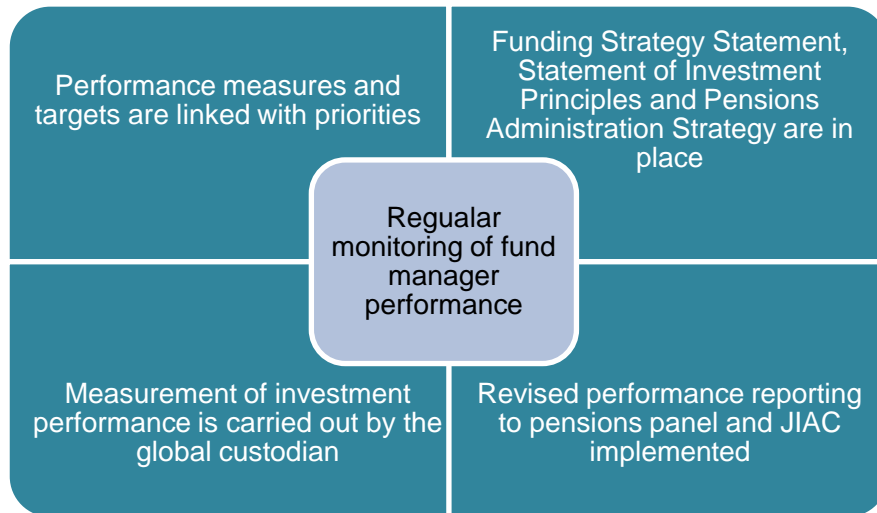 Performance measures and
targets are linked with priorities
Funding Strategy Statement,
Statement of Investment
Principles and Pensions
Administration Strategy are in
place
Regualar
monitoring of fund
manager
performance
Measurement of investment
performance is carried out by the
global custodian
Revised performance reporting
to pensions panel and JIAC
implemented